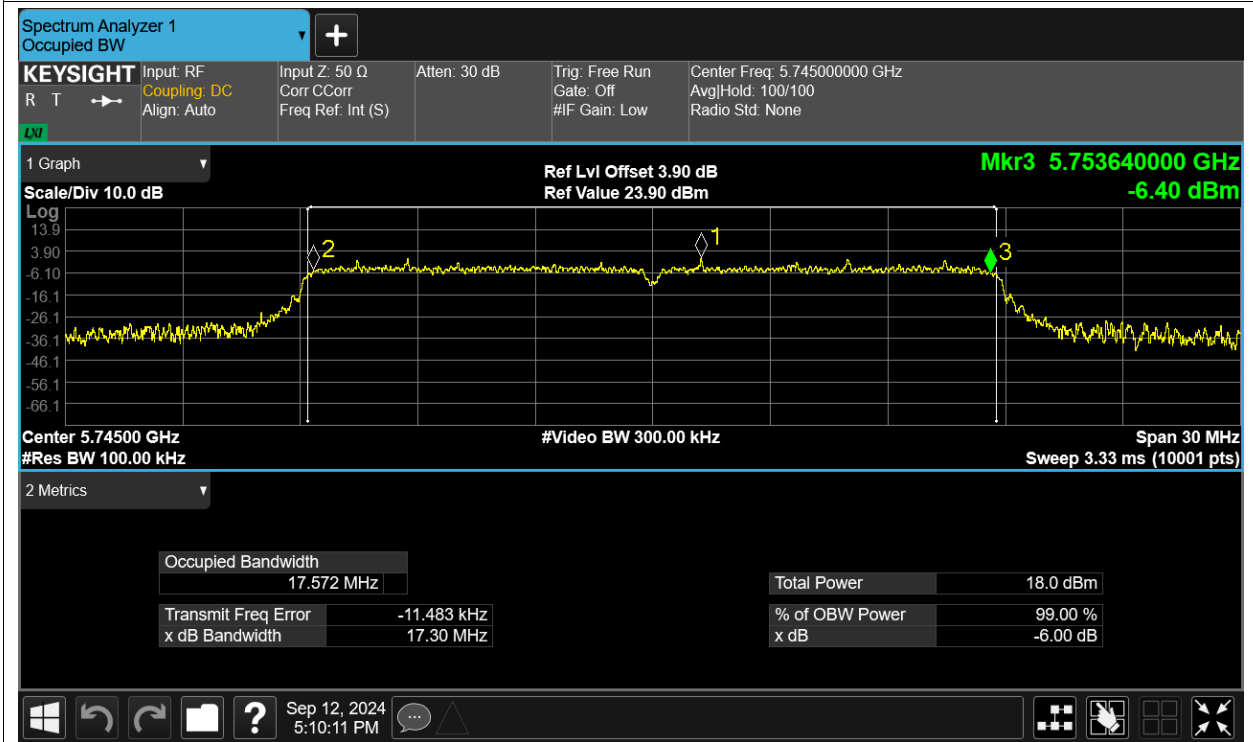 Spectrum Analyzer 1
Occupied BW
KEYSIGHT
R T
LXI
Input: RF
Coupling: DC
Align: Auto
Input Z: 50 Ω
Corr CCorr
Freq Ref: Int (S)
Atten: 30 dB
Trig: Free Run
Gate: Off
#IF Gain: Low
Center Freq: 5.745000000 GHz
Avg|Hold: 100/100
Radio Std: None
1 Graph
Scale/Div 10.0 dB
Ref Lvl Offset 3.90 dB
Ref Value 23.90 dBm
Mkr3 5.753640000 GHz
-6.40 dBm
Log
13.9
3.90
-6.10
-16.1
-26.1
-36.1
-46.1
-56.1
-66.1
2
1
3
Center 5.74500 GHz
#Video BW 300.00 kHz
Span 30 MHz
#Res BW 100.00 kHz
Sweep 3.33 ms (10001 pts)
2 Metrics
Occupied Bandwidth
17.572 MHz
Total Power 18.0 dBm
Transmit Freq Error -11.483 kHz
% of OBW Power 99.00 %
x dB Bandwidth 17.30 MHz
x dB -6.00 dB
?
Sep 12, 2024
5:10:11 PM